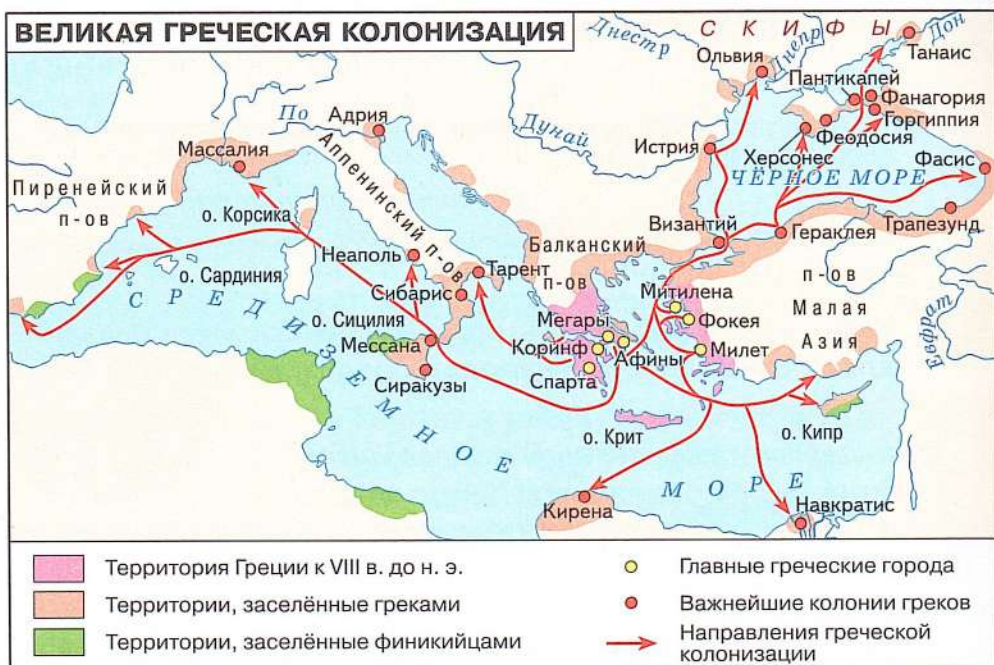 ВЕЛИКАЯ ГРЕЧЕСКАЯ КОЛОНИЗАЦИЯ
СКИФЫ
Днестр
Днепр
Дон
Ольвия
Танаис
Пантикапей
Фанагория
Горгиппия
По
Адрия
Дунай
Феодосия
Истрия
Херсонес
Фасис
Массалия
ЧЁРНОЕ МОРЕ
Пиренейский
п-ов
Аппенинский п-ов
о. Корсика
Византий
Гераклея
Трапезунд
Балканский
п-ов
Неаполь
о. Сардиния
Тарент
п-ов
Малая
Азия
Митилена
Сибарис
СРЕДИЗЕМНОЕ
МОРЕ
о. Сицилия
Мегары
Фокея
Евфрат
Мессана
Коринф
Афины
Милет
Сиракузы
Спарта
о. Крит
о. Кипр
Кирена
Навкратис
Территория Греции к VIII в. до н. э.
Территории, заселённые греками
Территории, заселённые финикийцами
Главные греческие города
Важнейшие колонии греков
Направления греческой
колонизации